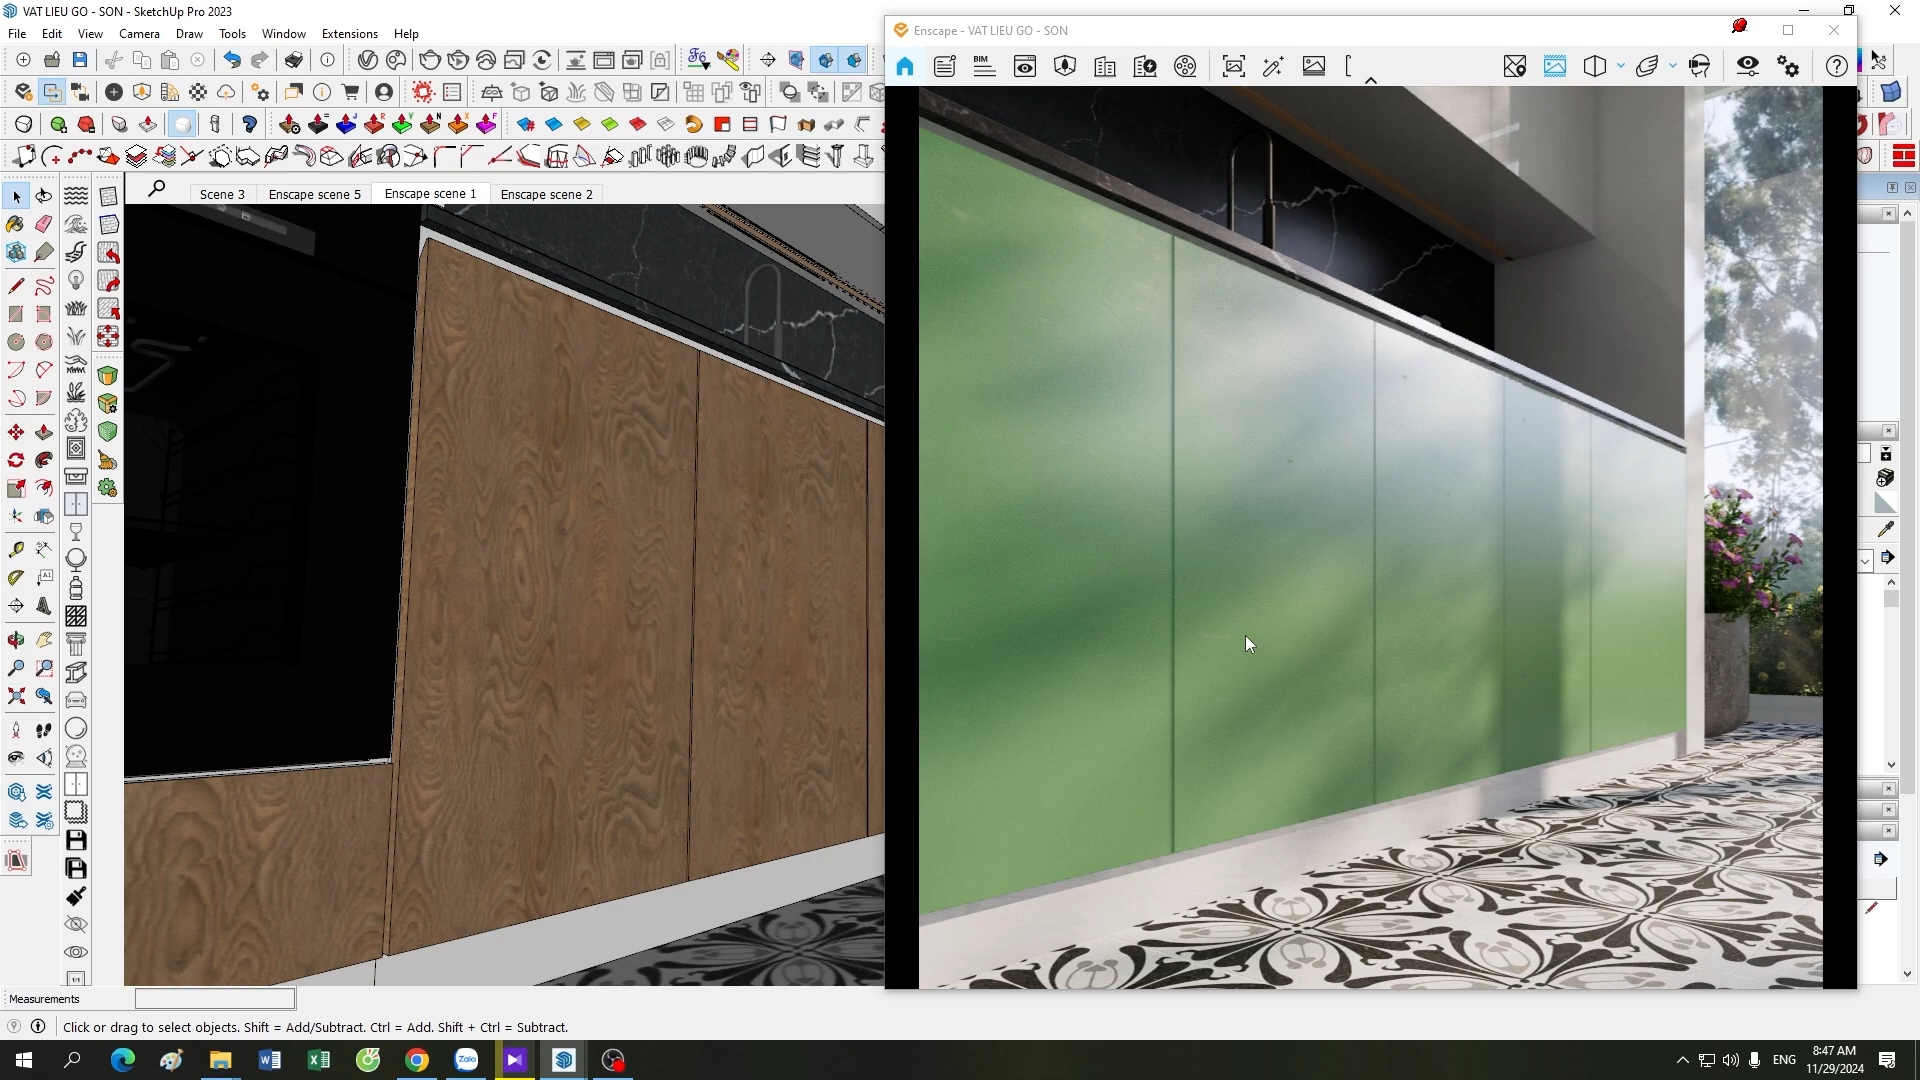 VAT LIEU GO - SON - SketchUp Pro 2023
File Edit View Camera Draw Tools Window Extensions Help
Enscape - VAT LIEU GO - SON
BIM
Scene 3
Enscape scene 5
Enscape scene 1
Enscape scene 2
Measurements
Click or drag to select objects. Shift = Add/Subtract. Ctrl = Add. Shift + Ctrl = Subtract.
Zalo
ENG
8:47 AM
11/29/2024